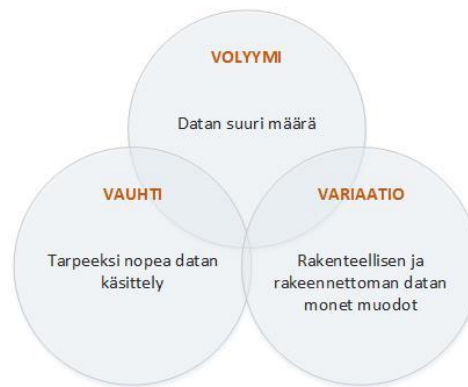 VOLYYMI
Datan suuri määrä
VAUHTI
Tarpeeksi nopea datan
käsittely
VARIAATIO
Rakenteellisen ja
rakeennettoman datan
monet muodot